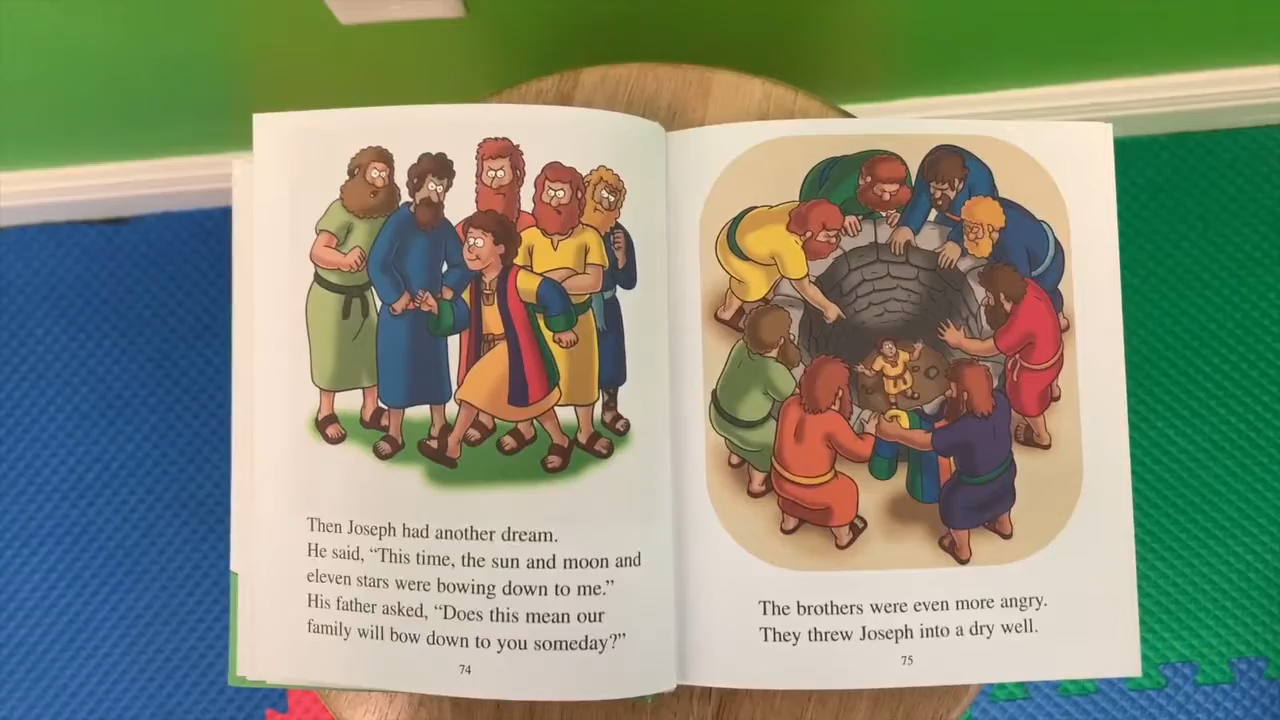 Then Joseph had another dream.
He said, “This time, the sun and moon and
eleven stars were bowing down to me.”
His father asked, “Does this mean our
family will bow down to you someday?”
74
The brothers were even more angry.
They threw Joseph into a dry well.
75